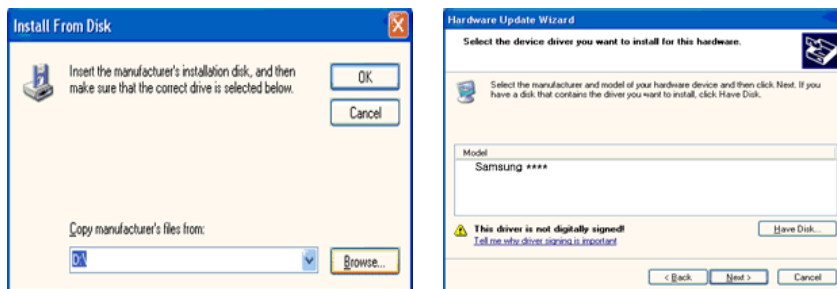 Install From Disk
Insert the manufacturer's installation disk, and then
make sure that the correct drive is selected below.
OK
Cancel
Copy manufacturer's files from:
D:\
Browse...
Hardware Update Wizard
Select the device driver you want to install for this hardware.
Select the manufacturer and model of your hardware device and then click Next. If you
have a disk that contains the driver you want to install, click Have Disk.
Model
Samsung ****
This driver is not digitally signed!
Tell me why driver signing is important
Have Disk...
< Back
Next >
Cancel